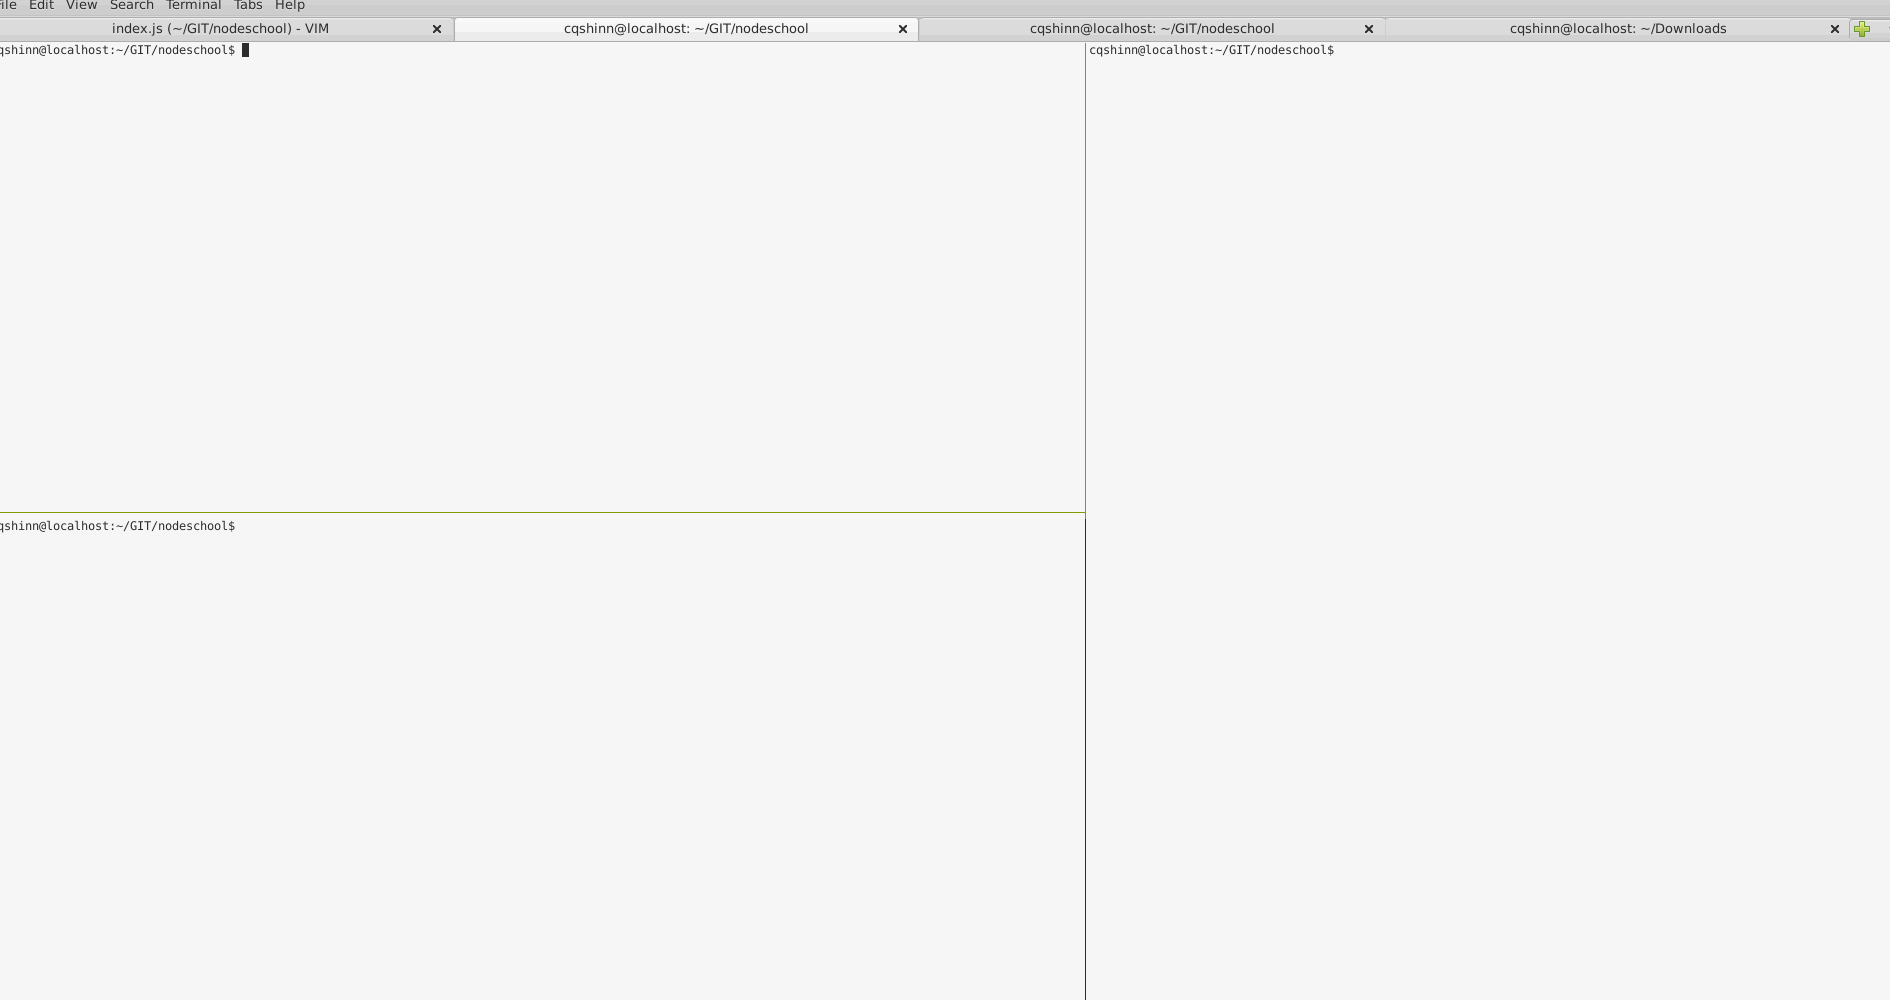 ile Edit View Search Terminal Tabs Help
index.js (~/GIT/nodeschool) - VIM cqshinn@localhost: ~/GIT/nodeschool cqshinn@localhost: ~/GIT/nodeschool cqshinn@localhost: ~/Downloads
qshinn@localhost:~/GIT/nodeschool$ cqshinn@localhost:~/GIT/nodeschool$
qshinn@localhost:~/GIT/nodeschool$